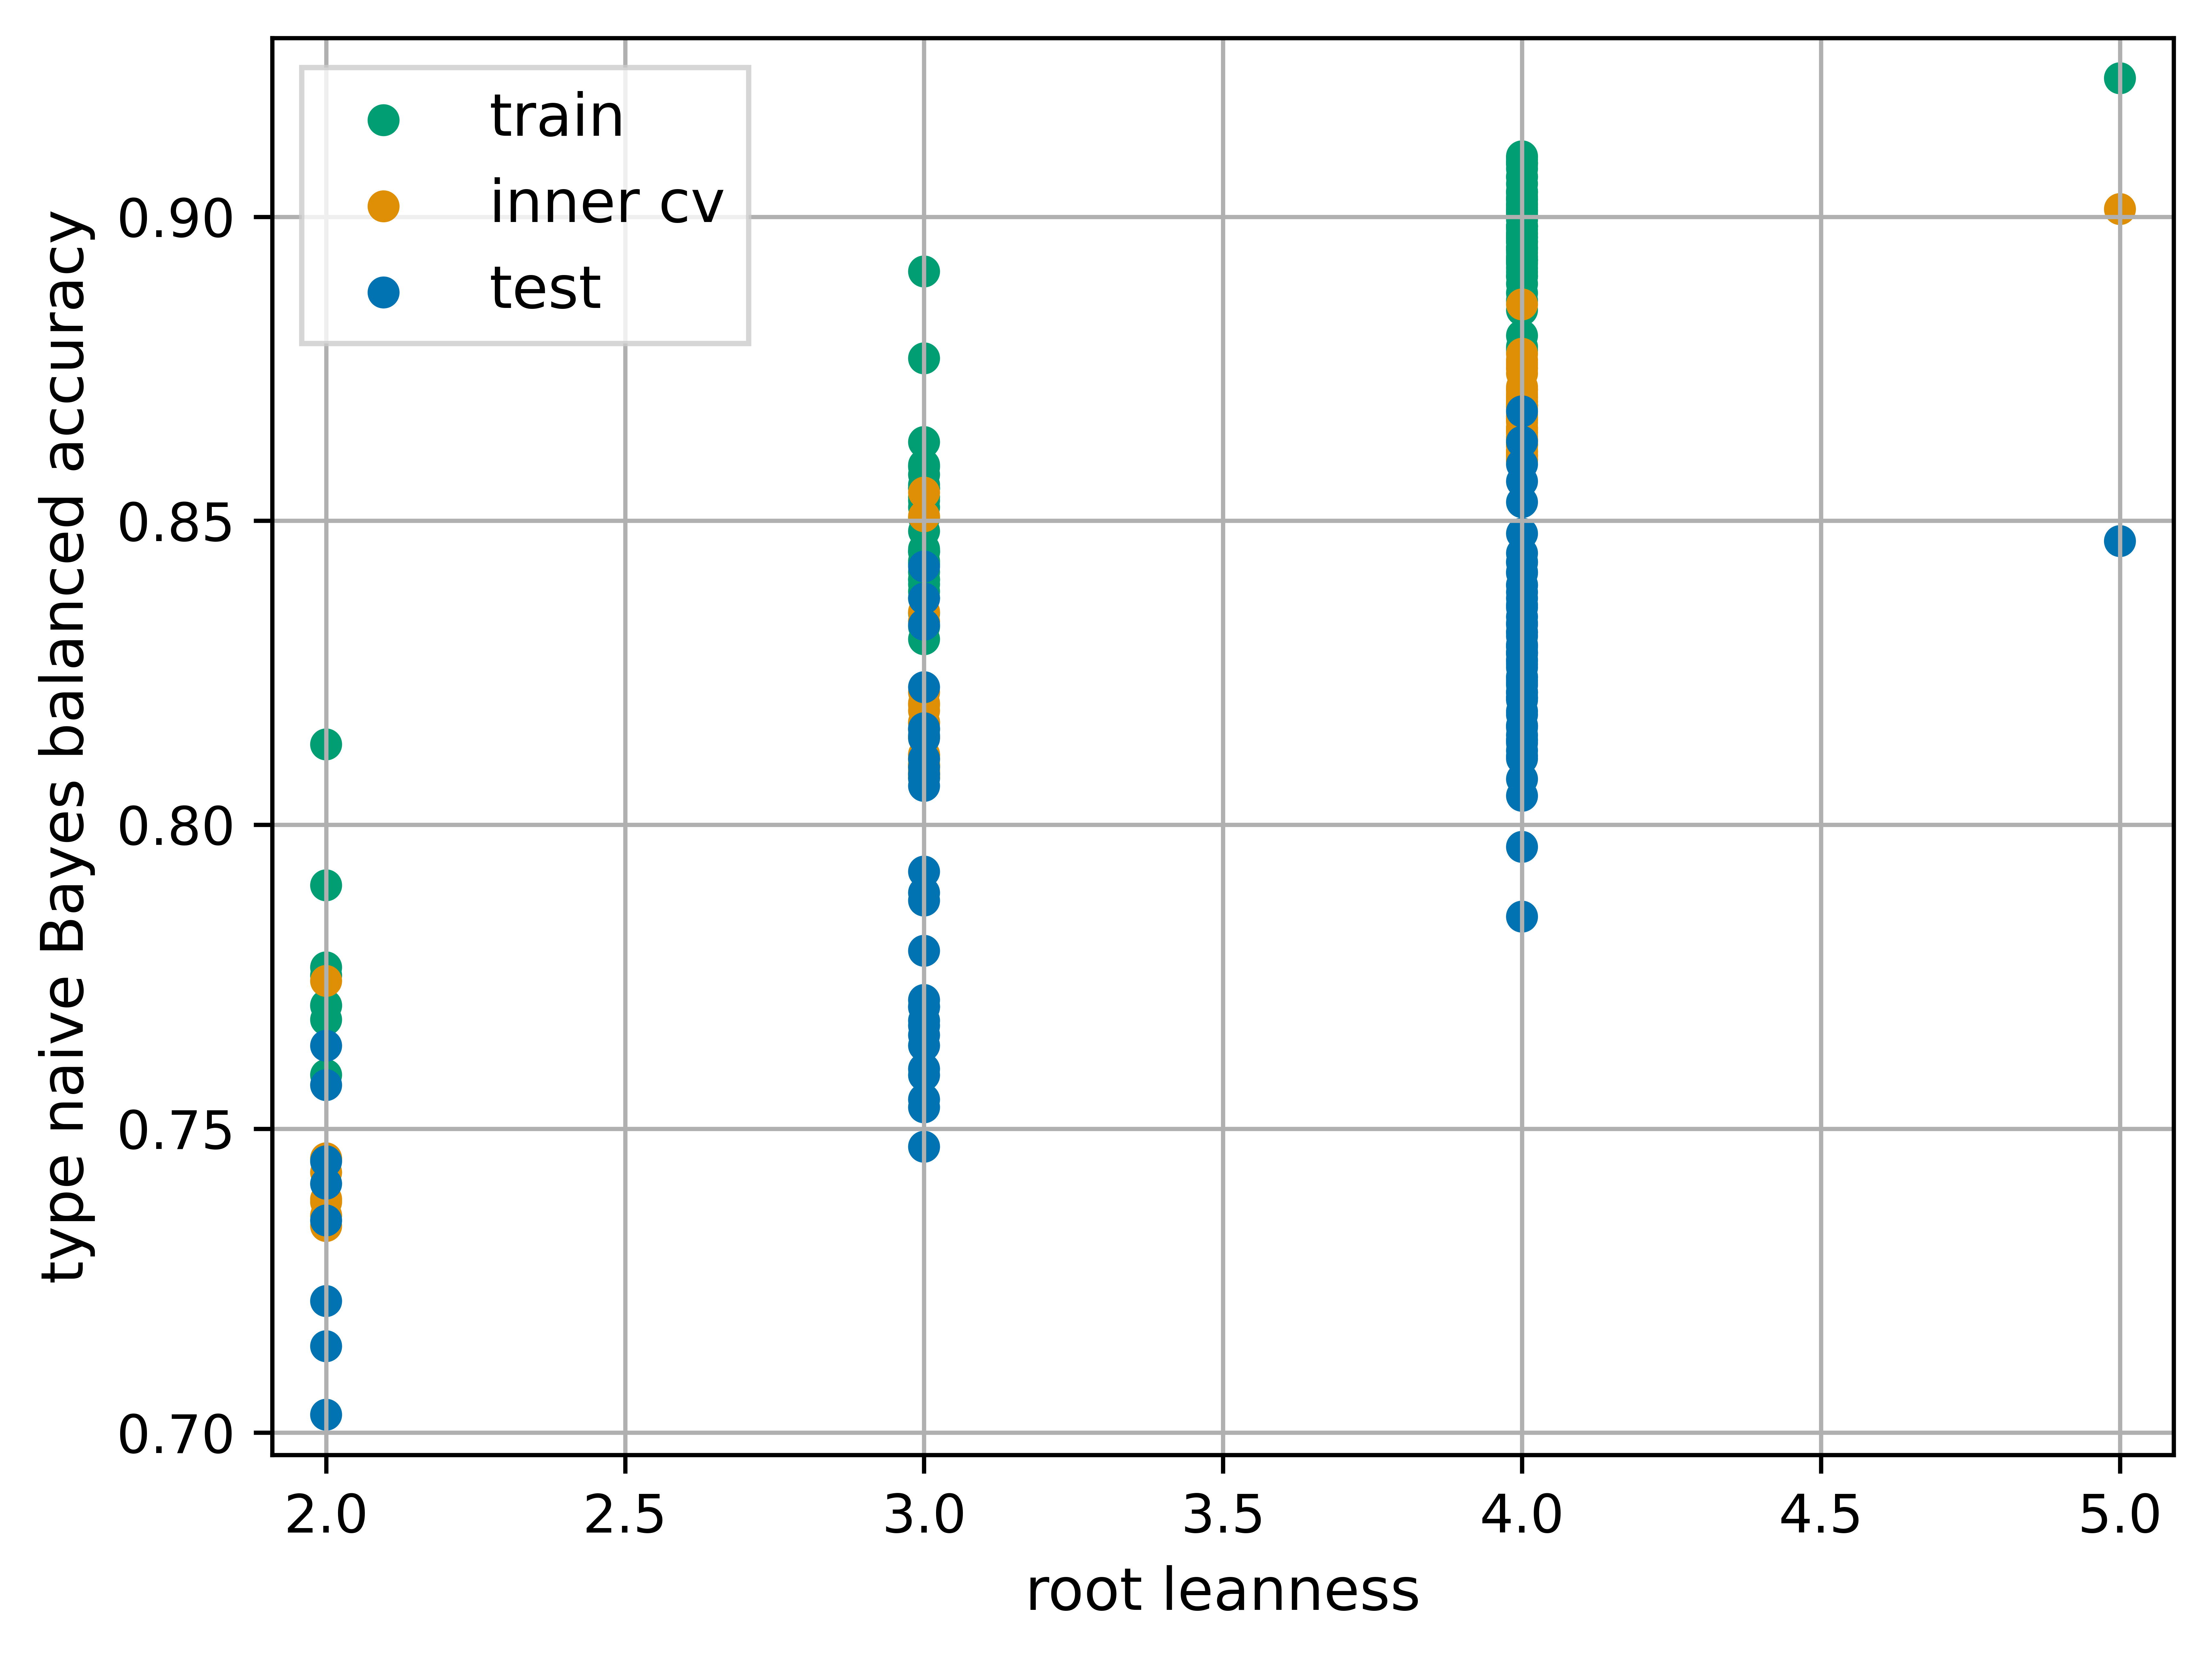 train
inner cv
test
type naive Bayes balanced accuracy
0.90
0.85
0.80
0.75
0.70
2.0 2.5 3.0 3.5 4.0 4.5 5.0
root leanness